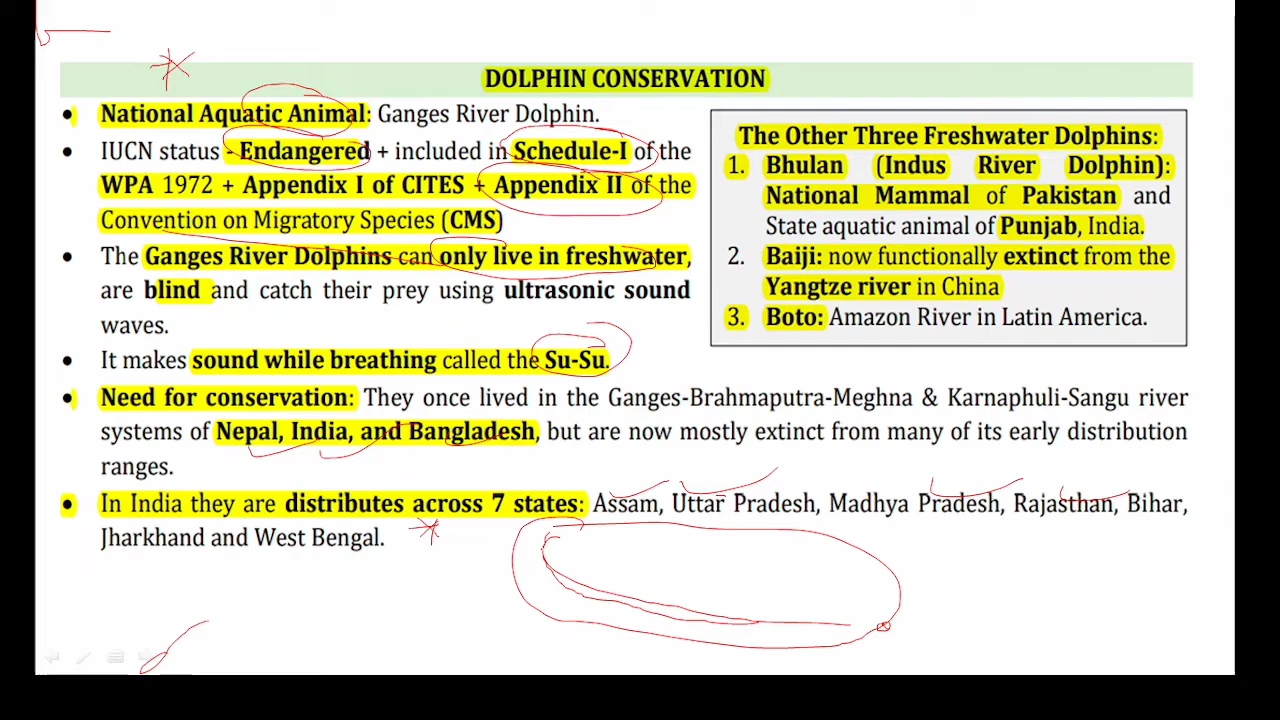 DOLPHIN CONSERVATION
• National Aquatic Animal: Ganges River Dolphin.
• IUCN status - Endangered + included in Schedule-I of the
WPA 1972 + Appendix I of CITES + Appendix II of the
Convention on Migratory Species (CMS)
• The Ganges River Dolphins can only live in freshwater,
are blind and catch their prey using ultrasonic sound
waves.
• It makes sound while breathing called the Su-Su.
The Other Three Freshwater Dolphins:
1. Bhulan (Indus River Dolphin):
National Mammal of Pakistan and
State aquatic animal of Punjab, India.
2. Baiji: now functionally extinct from the
Yangtze river in China
3. Boto: Amazon River in Latin America.
• Need for conservation: They once lived in the Ganges-Brahmaputra-Meghna & Karnaphuli-Sangu river
systems of Nepal, India, and Bangladesh, but are now mostly extinct from many of its early distribution
ranges.
• In India they are distributes across 7 states: Assam, Uttar Pradesh, Madhya Pradesh, Rajasthan, Bihar,
Jharkhand and West Bengal.